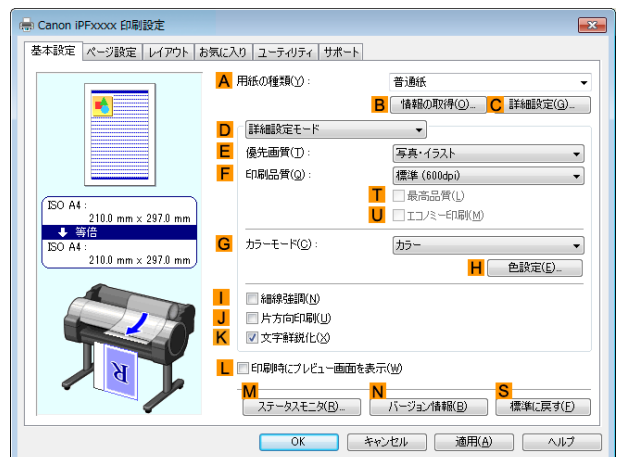 Canon iPFxxxx 印刷設定
基本設定 ページ設定 レイアウト お気に入り ユーティリティ サポート
A 用紙の種類(Y): 普通紙
B 情報の取得(O)... C 詳細設定(G)...
D 詳細設定モード
E 優先画質(T): 写真・イラスト
F 印刷品質(Q): 標準 (600dpi)
T 最高品質(L)
U エコノミー印刷(M)
ISO A4:
210.0 mm × 297.0 mm
等倍
ISO A4:
210.0 mm × 297.0 mm
G カラーモード(C): カラー
H 色設定(E)...
I 細線強調(N)
J 片方向印刷(U)
K 文字鮮鋭化(X)
L 印刷時にプレビュー画面を表示(W)
M N S
ステータスモニタ(R)... バージョン情報(B) 標準に戻す(F)
R
OK キャンセル 適用(A) ヘルプ